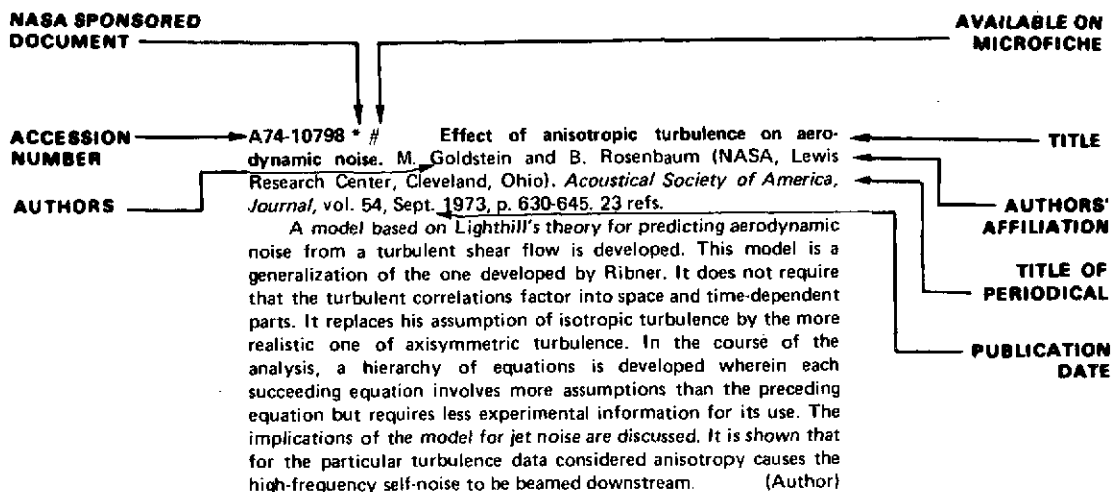 NASA SPONSORED
DOCUMENT
AVAILABLE ON
MICROFICHE
ACCESSION
NUMBER
AUTHORS
A74-10798 * # Effect of anisotropic turbulence on aero-
dynamic noise. M. Goldstein and B. Rosenbaum (NASA, Lewis
Research Center, Cleveland, Ohio). Acoustical Society of America,
Journal, vol. 54, Sept. 1973, p. 630-645. 23 refs.
A model based on Lighthill's theory for predicting aerodynamic
noise from a turbulent shear flow is developed. This model is a
generalization of the one developed by Ribner. It does not require
that the turbulent correlations factor into space and time-dependent
parts. It replaces his assumption of isotropic turbulence by the more
realistic one of axisymmetric turbulence. In the course of the
analysis, a hierarchy of equations is developed wherein each
succeeding equation involves more assumptions than the preceding
equation but requires less experimental information for its use. The
implications of the model for jet noise are discussed. It is shown that
for the particular turbulence data considered anisotropy causes the
high-frequency self-noise to be beamed downstream. (Author)
TITLE
AUTHORS'
AFFILIATION
TITLE OF
PERIODICAL
PUBLICATION
DATE